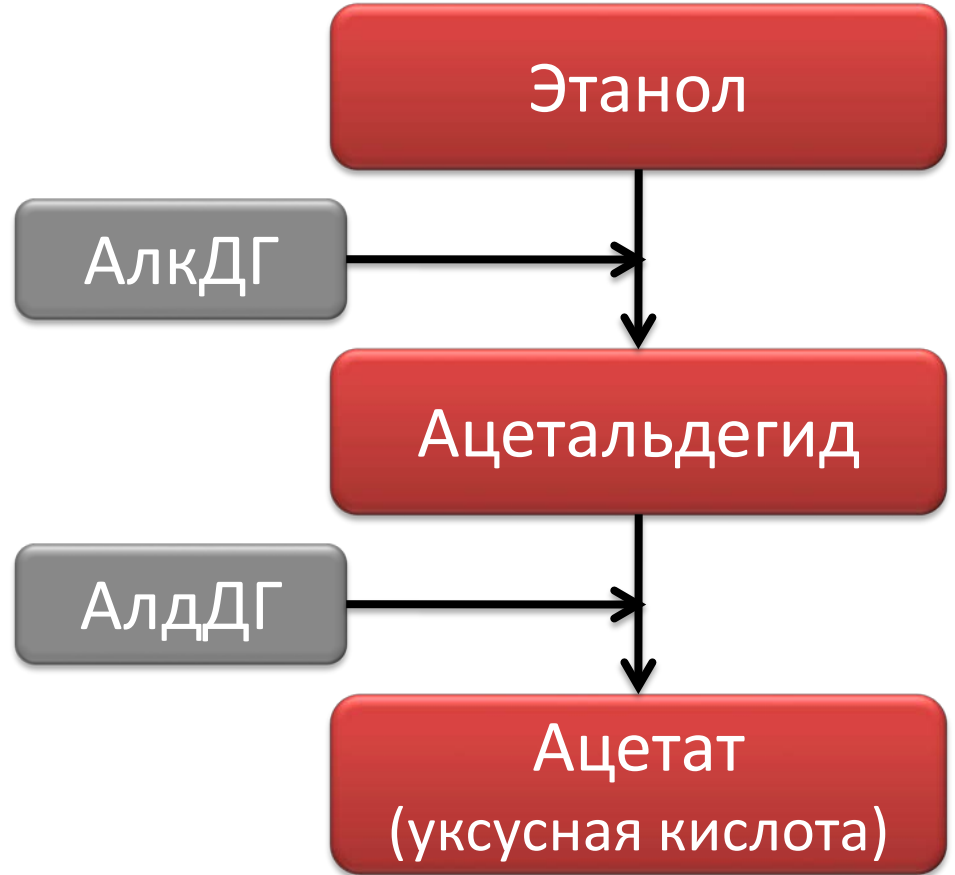 Этанол
АлкДГ
Ацетальдегид
АлдДГ
Ацетат
(уксусная кислота)